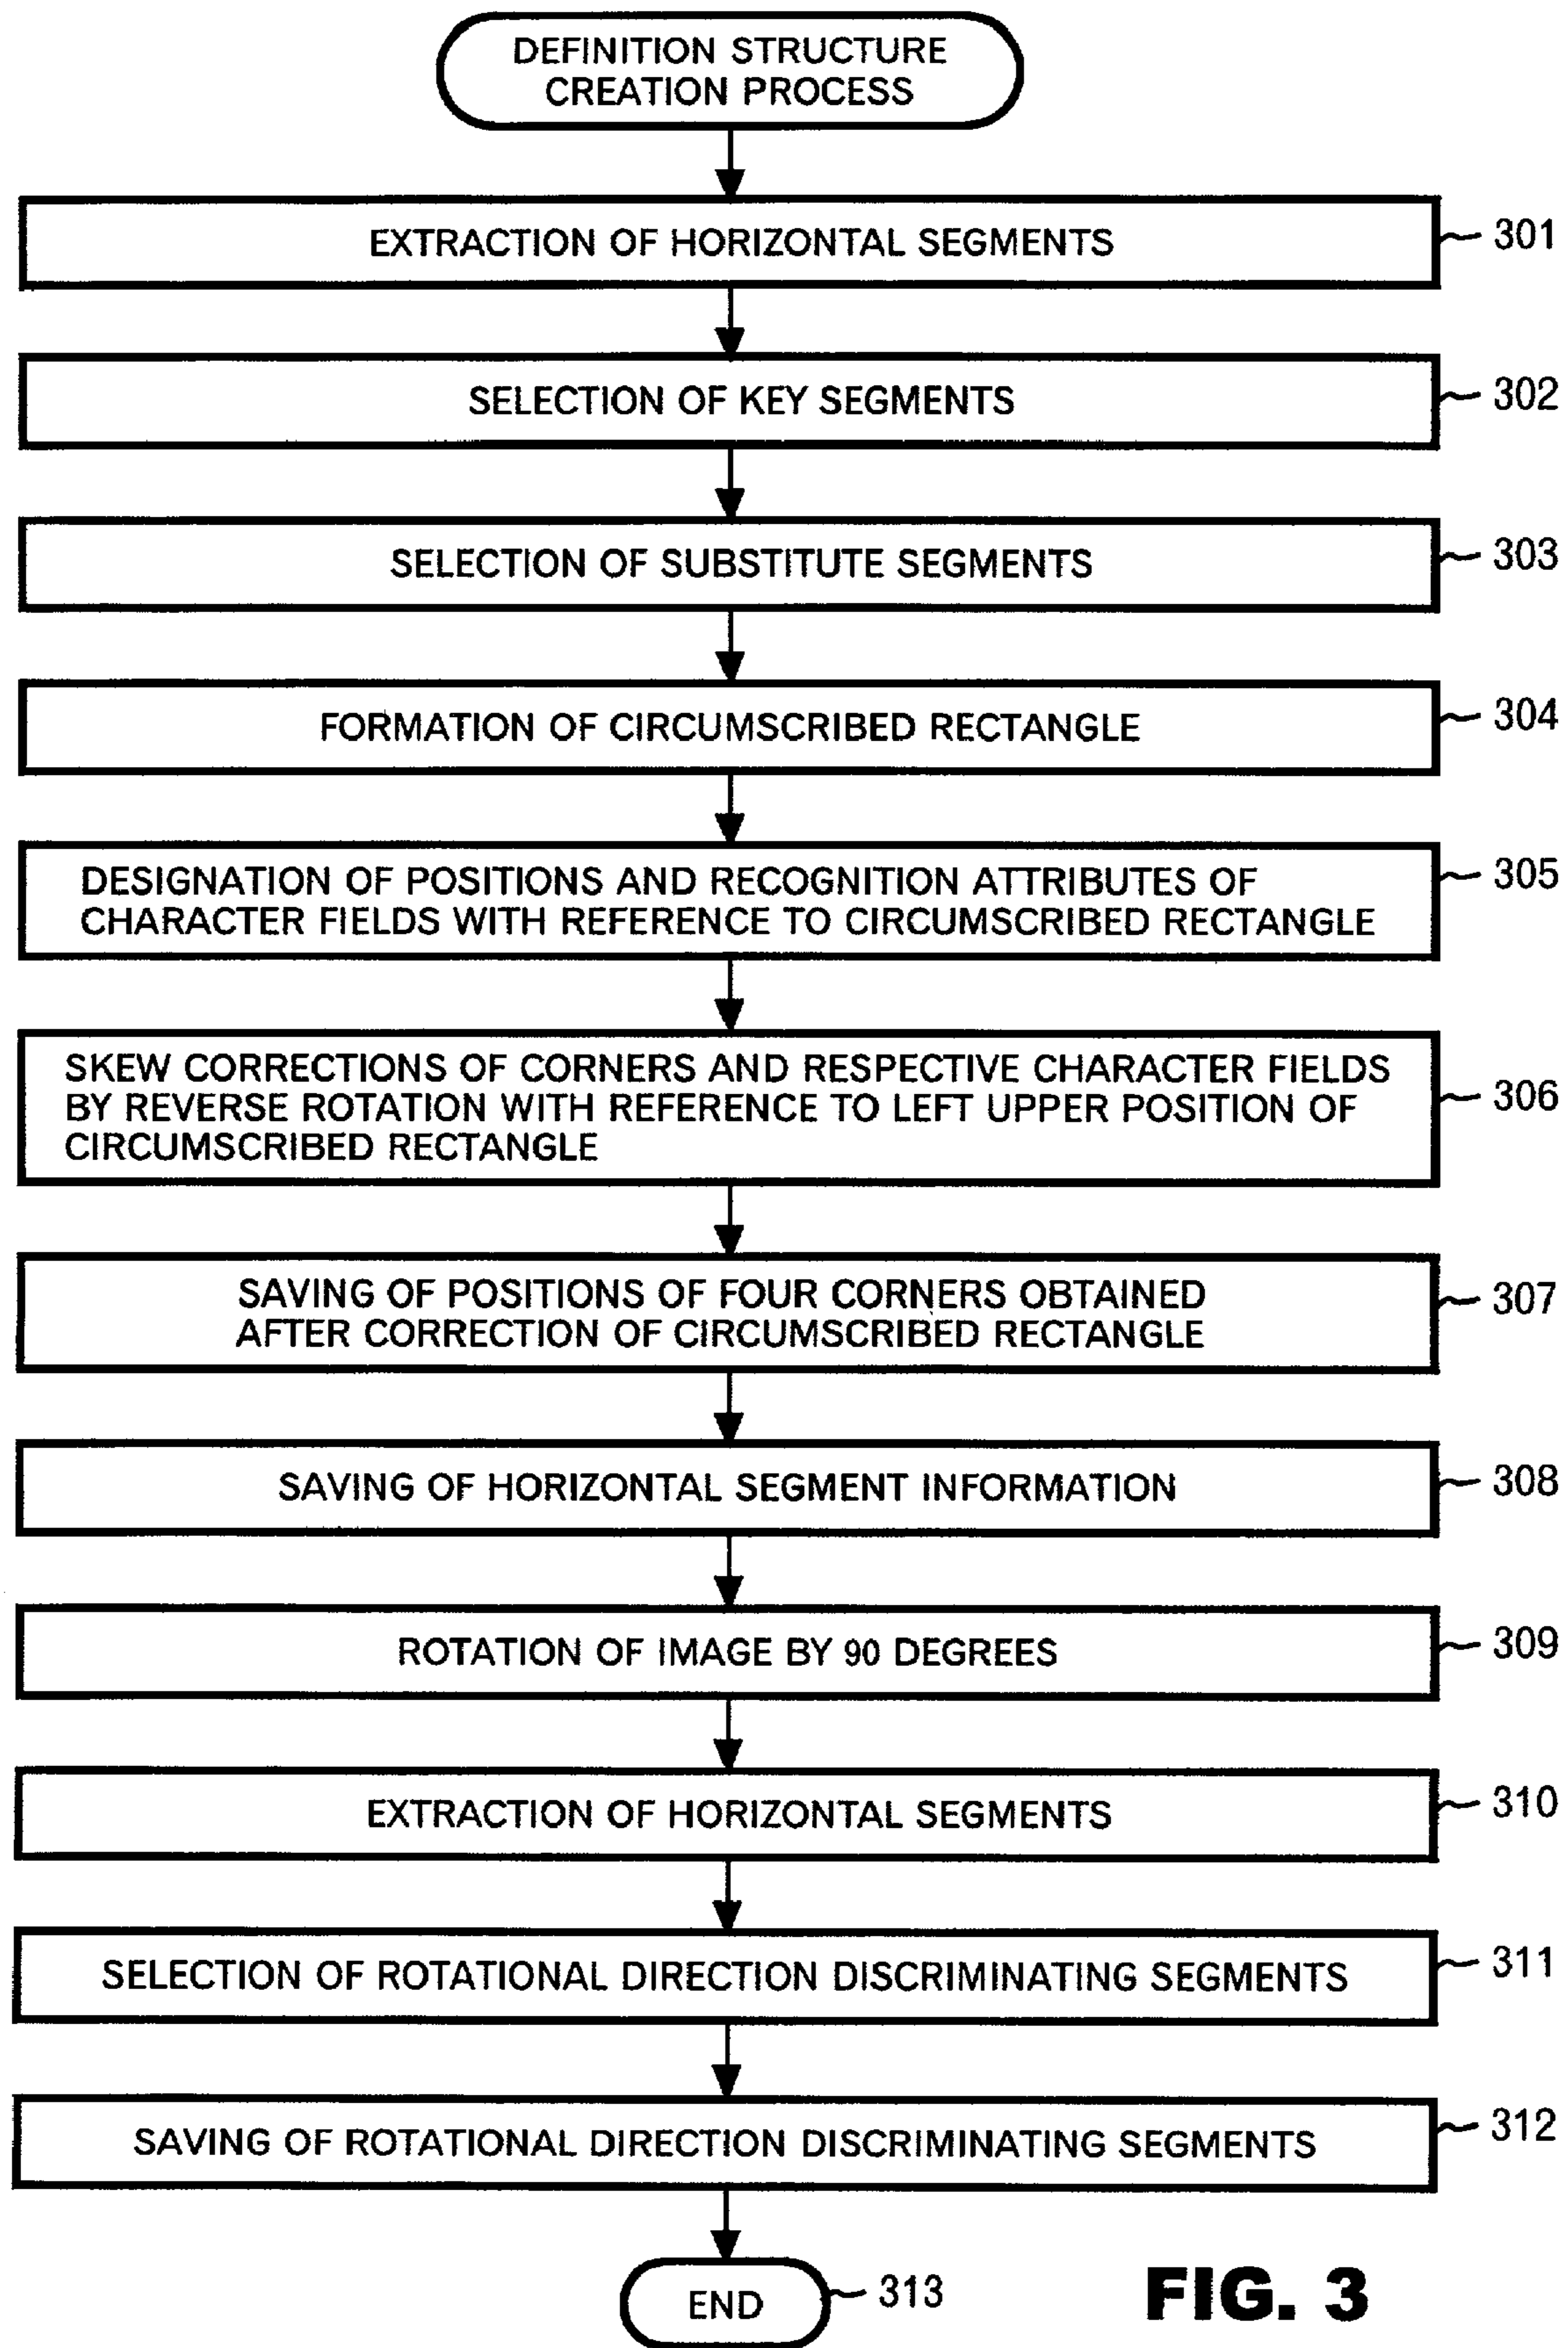 DEFINITION STRUCTURE
CREATION PROCESS
EXTRACTION OF HORIZONTAL SEGMENTS
301
SELECTION OF KEY SEGMENTS
302
SELECTION OF SUBSTITUTE SEGMENTS
303
FORMATION OF CIRCUMSCRIBED RECTANGLE
304
DESIGNATION OF POSITIONS AND RECOGNITION ATTRIBUTES OF
CHARACTER FIELDS WITH REFERENCE TO CIRCUMSCRIBED RECTANGLE
305
SKEW CORRECTIONS OF CORNERS AND RESPECTIVE CHARACTER FIELDS
BY REVERSE ROTATION WITH REFERENCE TO LEFT UPPER POSITION OF
CIRCUMSCRIBED RECTANGLE
306
SAVING OF POSITIONS OF FOUR CORNERS OBTAINED
AFTER CORRECTION OF CIRCUMSCRIBED RECTANGLE
307
SAVING OF HORIZONTAL SEGMENT INFORMATION
308
ROTATION OF IMAGE BY 90 DEGREES
309
EXTRACTION OF HORIZONTAL SEGMENTS
310
SELECTION OF ROTATIONAL DIRECTION DISCRIMINATING SEGMENTS
311
SAVING OF ROTATIONAL DIRECTION DISCRIMINATING SEGMENTS
312
END
313
FIG. 3